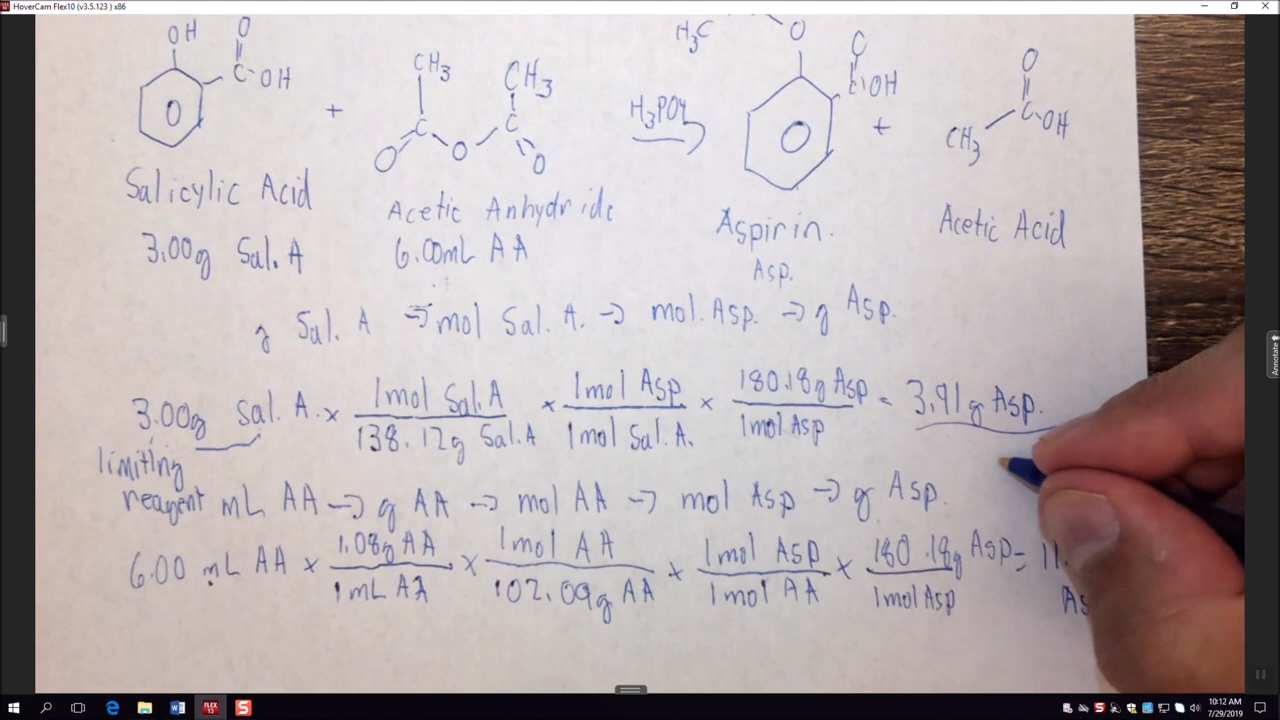 HoverCam Flex10 (v3.5.123 ) x86
OH O C OH
CH3 C O O CH3 C O
H3PO4
H3C O C OH
O C OH CH3
+ +
Salicylic Acid Acetic Anhydride Aspirin. Acetic Acid
3.00g Sal. A 6.00mL AA Asp.
g Sal. A → mol Sal. A. → mol. Asp. → g Asp.
3.00g Sal. A. × 1mol Sal.A / 138.12g Sal.A × 1mol Asp / 1mol Sal.A. × 180.18g Asp / 1mol Asp = 3.91g Asp.
limiting
reagent mL AA → g AA → mol AA → mol Asp → g Asp.
6.00 mL AA × 1.08g AA / 1mL AA × 1mol AA / 102.09g AA × 1mol Asp / 1mol AA × 180.18g Asp / 1mol Asp = 11.
As
Annotate
10:12 AM
7/29/2019